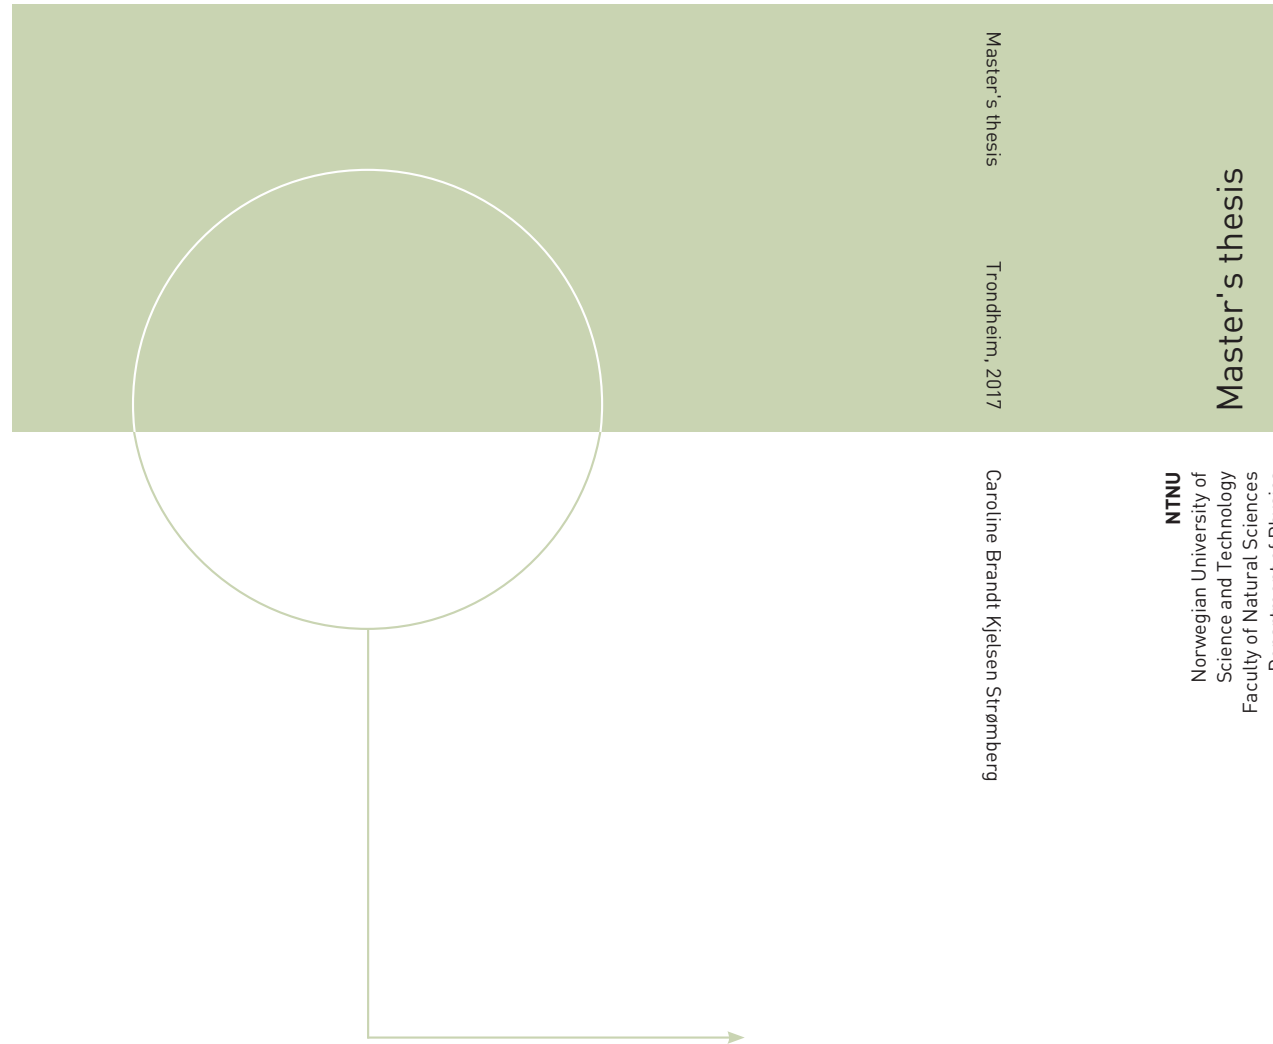 Master's thesis
Trondheim, 2017
Caroline Brandt Kjelsen Strømberg
Master's thesis
NTNU
Norwegian University of
Science and Technology
Faculty of Natural Sciences